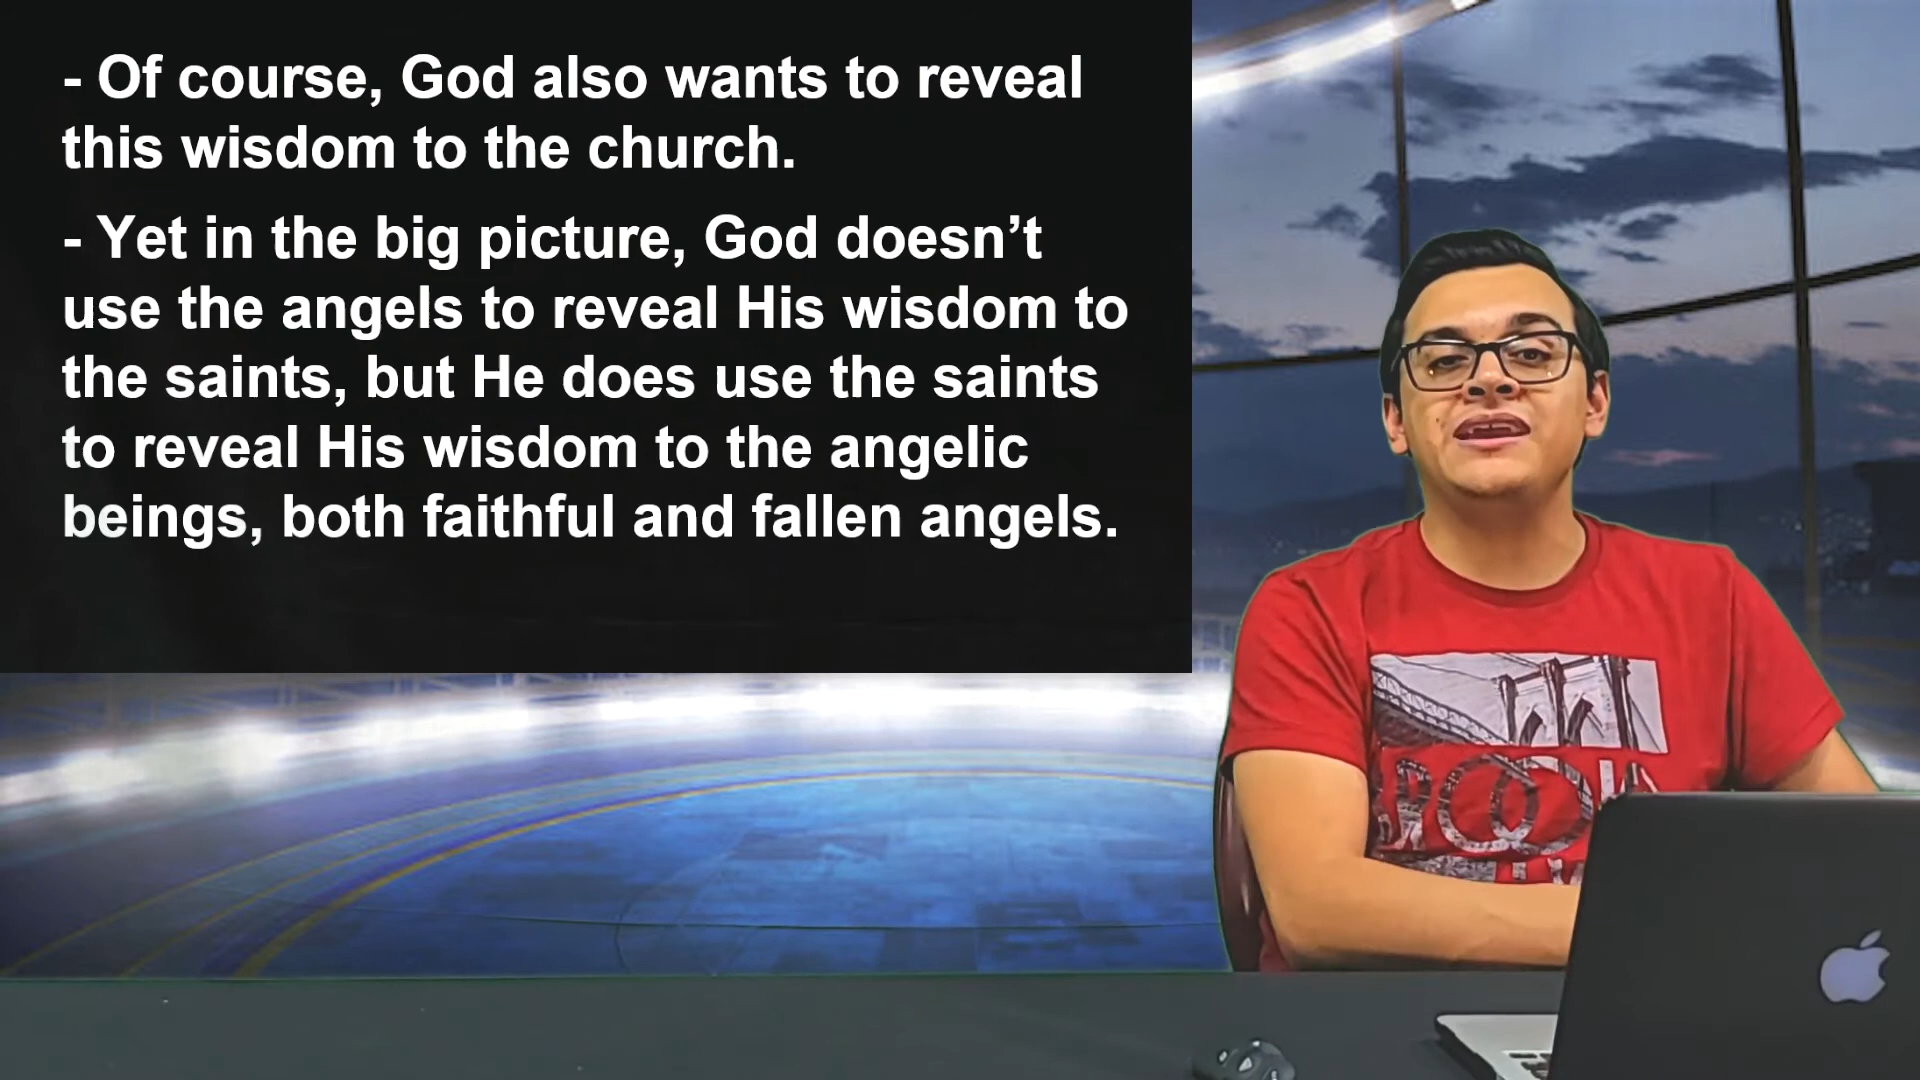 - Of course, God also wants to reveal
this wisdom to the church.
- Yet in the big picture, God doesn’t
use the angels to reveal His wisdom to
the saints, but He does use the saints
to reveal His wisdom to the angelic
beings, both faithful and fallen angels.